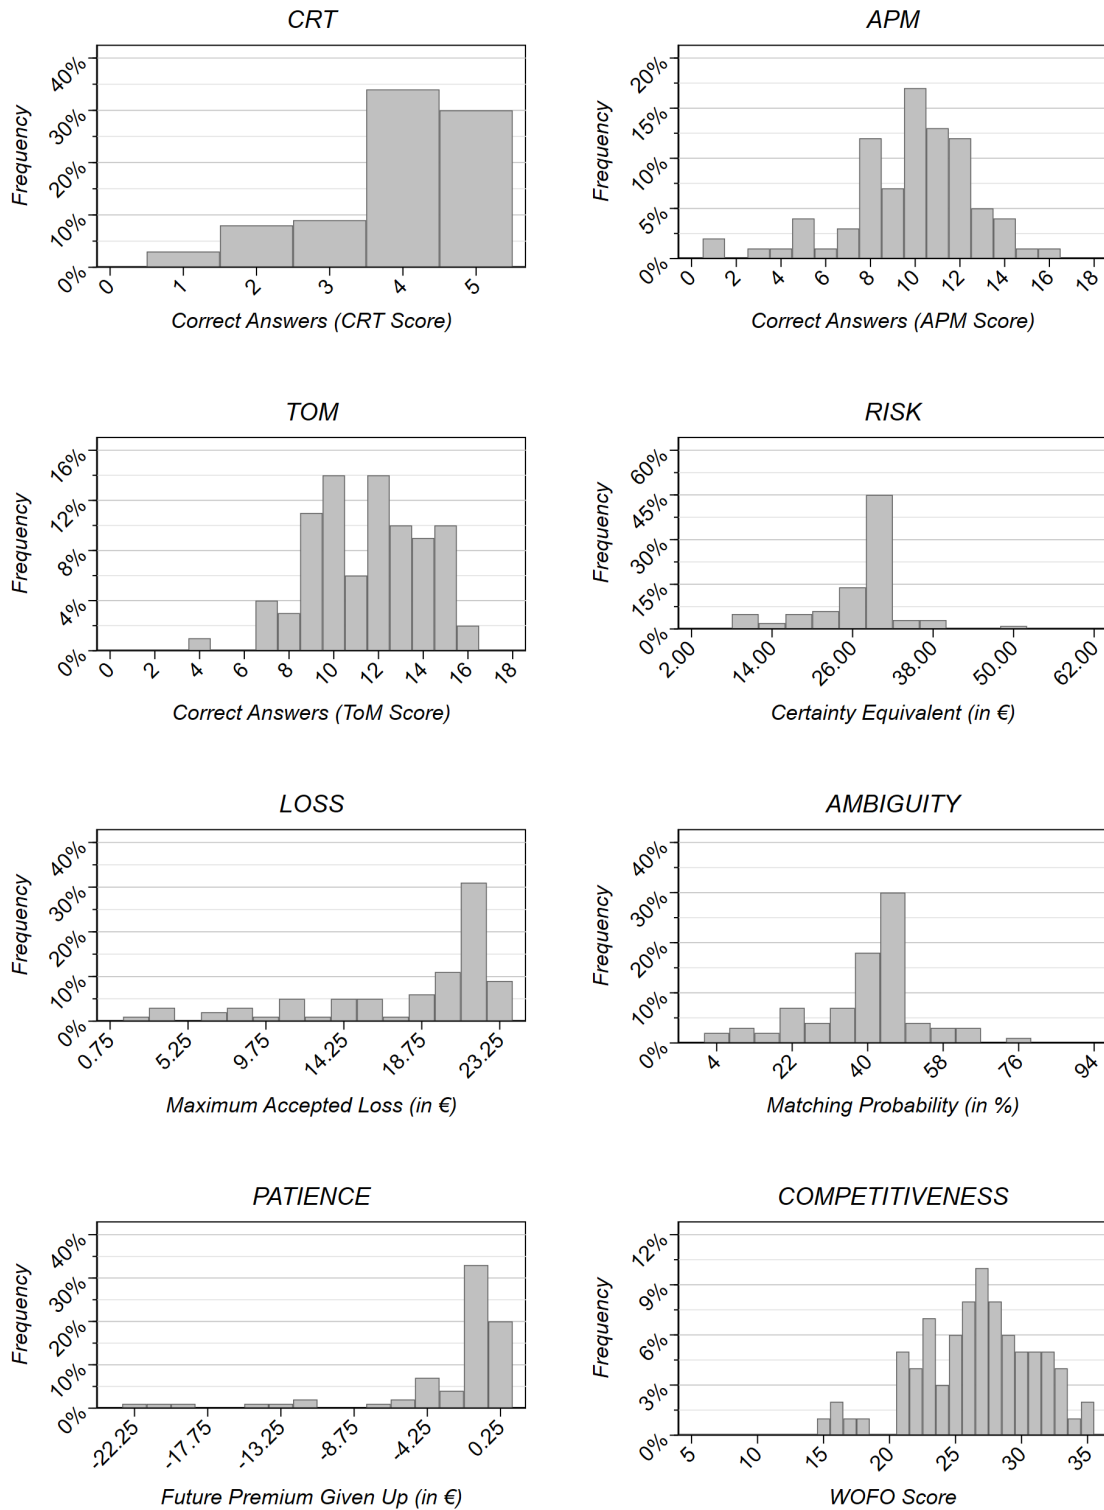 CRT
Frequency
40%
30%
20%
10%
0%
0 1 2 3 4 5
Correct Answers (CRT Score)
APM
Frequency
20%
15%
10%
5%
0%
0 2 4 6 8 10 12 14 16 18
Correct Answers (APM Score)
TOM
Frequency
16%
12%
8%
4%
0%
0 2 4 6 8 10 12 14 16 18
Correct Answers (ToM Score)
RISK
Frequency
60%
45%
30%
15%
0%
2.00 14.00 26.00 38.00 50.00 62.00
Certainty Equivalent (in €)
LOSS
Frequency
40%
30%
20%
10%
0%
0.75 5.25 9.75 14.25 18.75 23.25
Maximum Accepted Loss (in €)
AMBIGUITY
Frequency
40%
30%
20%
10%
0%
4 22 40 58 76 94
Matching Probability (in %)
PATIENCE
Frequency
40%
30%
20%
10%
0%
-22.25 -17.75 -13.25 -8.75 -4.25 0.25
Future Premium Given Up (in €)
COMPETITIVENESS
Frequency
12%
9%
6%
3%
0%
5 10 15 20 25 30 35
WOFO Score